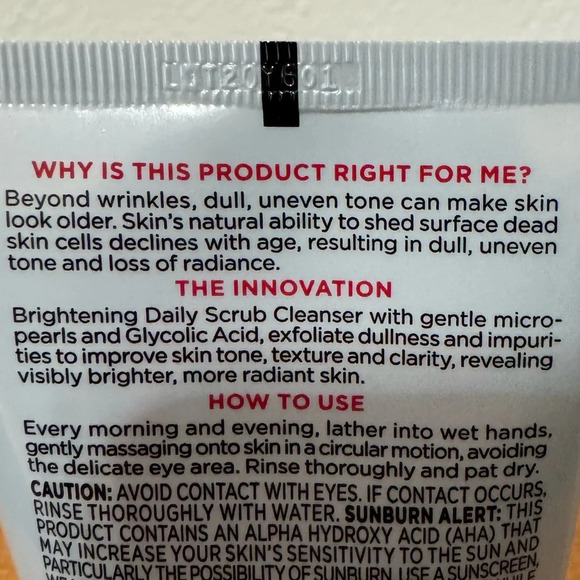 WHY IS THIS PRODUCT RIGHT FOR ME?
Beyond wrinkles, dull, uneven tone can make skin
look older. Skin's natural ability to shed surface dead
skin cells declines with age, resulting in dull, uneven
tone and loss of radiance.
THE INNOVATION
Brightening Daily Scrub Cleanser with gentle micro-
pearls and Glycolic Acid, exfoliate dullness and impuri-
ties to improve skin tone, texture and clarity, revealing
visibly brighter, more radiant skin.
HOW TO USE
Every morning and evening, lather into wet hands,
gently massaging onto skin in a circular motion, avoiding
the delicate eye area. Rinse thoroughly and pat dry.
CAUTION: AVOID CONTACT WITH EYES. IF CONTACT OCCURS,
RINSE THOROUGHLY WITH WATER. SUNBURN ALERT: THIS
PRODUCT CONTAINS AN ALPHA HYDROXY ACID (AHA) THAT
MAY INCREASE YOUR SKIN'S SENSITIVITY TO THE SUN AND
PARTICULARLY THE POSSIBILITY OF SUNBURN. USE A SUNSCREEN,